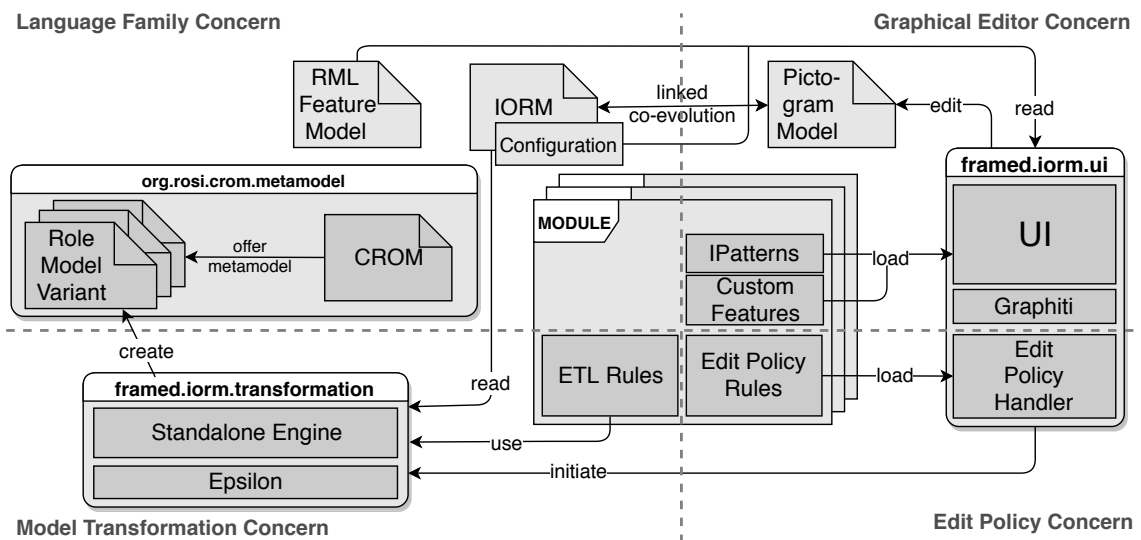 Language Family Concern
Graphical Editor Concern
RML
Feature
Model
IORM
Configuration
linked
co-evolution
Picto-
gram
Model
edit
read
org.rosi.crom.metamodel
Role
Model
Variant
offer
metamodel
CROM
MODULE
IPatterns
Custom
Features
load
framed.iorm.ui
UI
Graphiti
create
read
ETL Rules
Edit Policy
Rules
load
Edit
Policy
Handler
framed.iorm.transformation
Standalone Engine
Epsilon
use
initiate
Model Transformation Concern
Edit Policy Concern